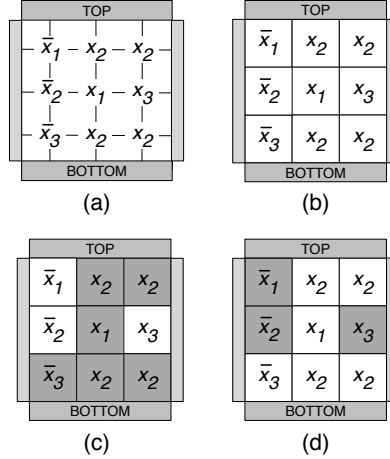 TOP
x̄₁ x₂ x₂
x̄₂ x₁ x₃
x̄₃ x₂ x₂
BOTTOM
(a)
TOP
x̄₁ x₂ x₂
x̄₂ x₁ x₃
x̄₃ x₂ x₂
BOTTOM
(b)
TOP
x̄₁ x₂ x₂
x̄₂ x₁ x₃
x̄₃ x₂ x₂
BOTTOM
(c)
TOP
x̄₁ x₂ x₂
x̄₂ x₁ x₃
x̄₃ x₂ x₂
BOTTOM
(d)